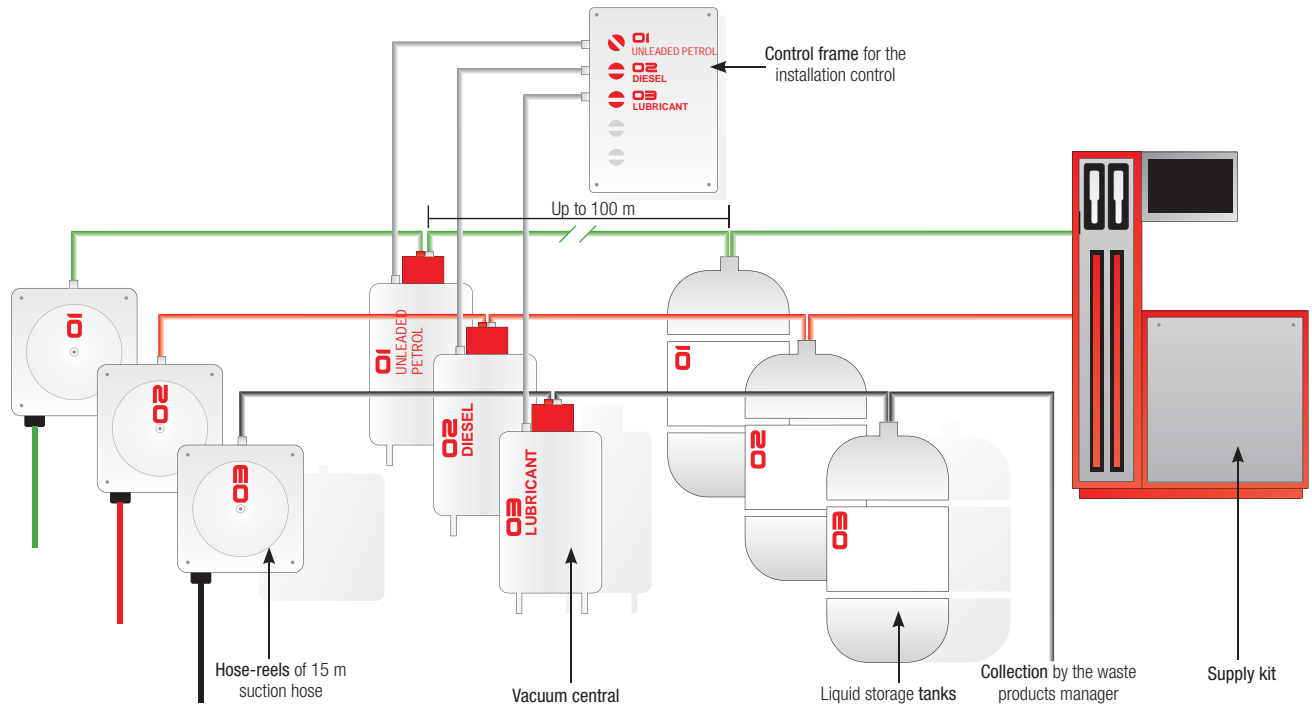 01
UNLEADED PETROL
02
DIESEL
03
LUBRICANT
Control frame for the
installation control
Up to 100 m
01
02
03
01
UNLEADED
PETROL
02
DIESEL
03
LUBRICANT
01
02
03
Hose-reels of 15 m
suction hose
Vacuum central
Liquid storage tanks
Collection by the waste
products manager
Supply kit